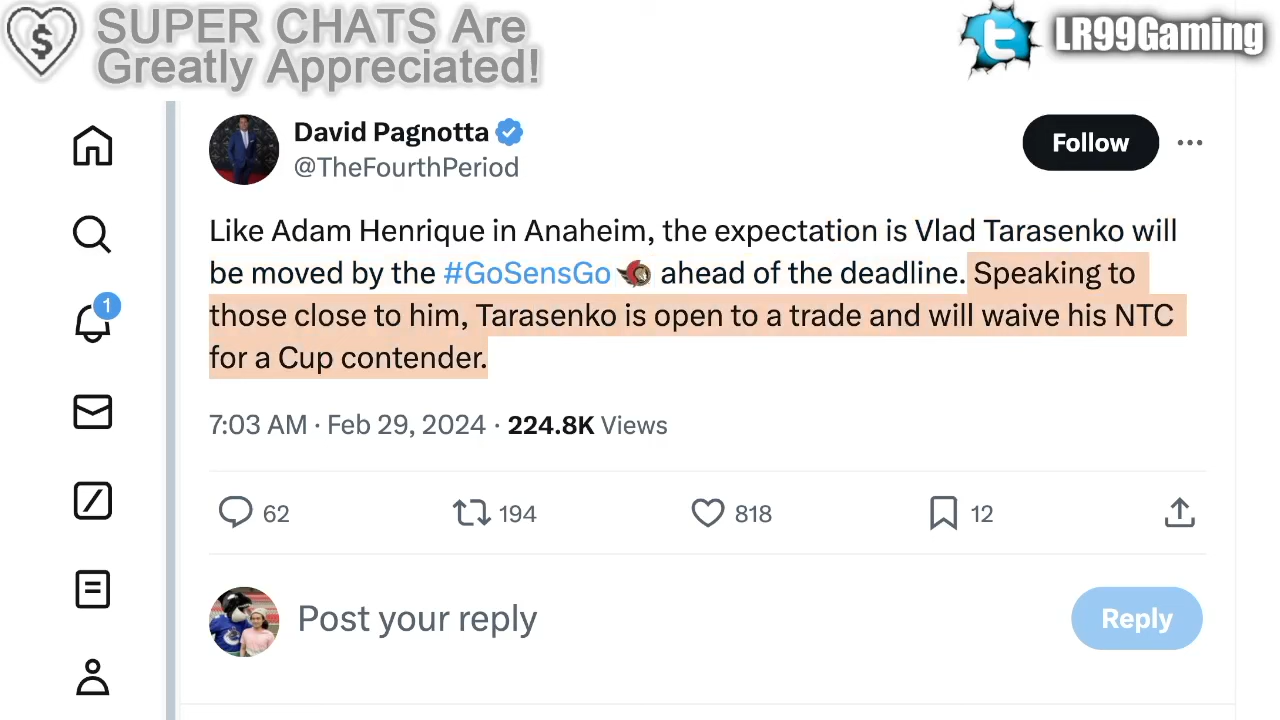 SUPER CHATS Are
Greatly Appreciated!
LR99Gaming
David Pagnotta
@TheFourthPeriod
Follow
Like Adam Henrique in Anaheim, the expectation is Vlad Tarasenko will
be moved by the #GoSensGo ahead of the deadline. Speaking to
those close to him, Tarasenko is open to a trade and will waive his NTC
for a Cup contender.
1
7:03 AM · Feb 29, 2024 · 224.8K Views
62 194 818 12
Post your reply
Reply